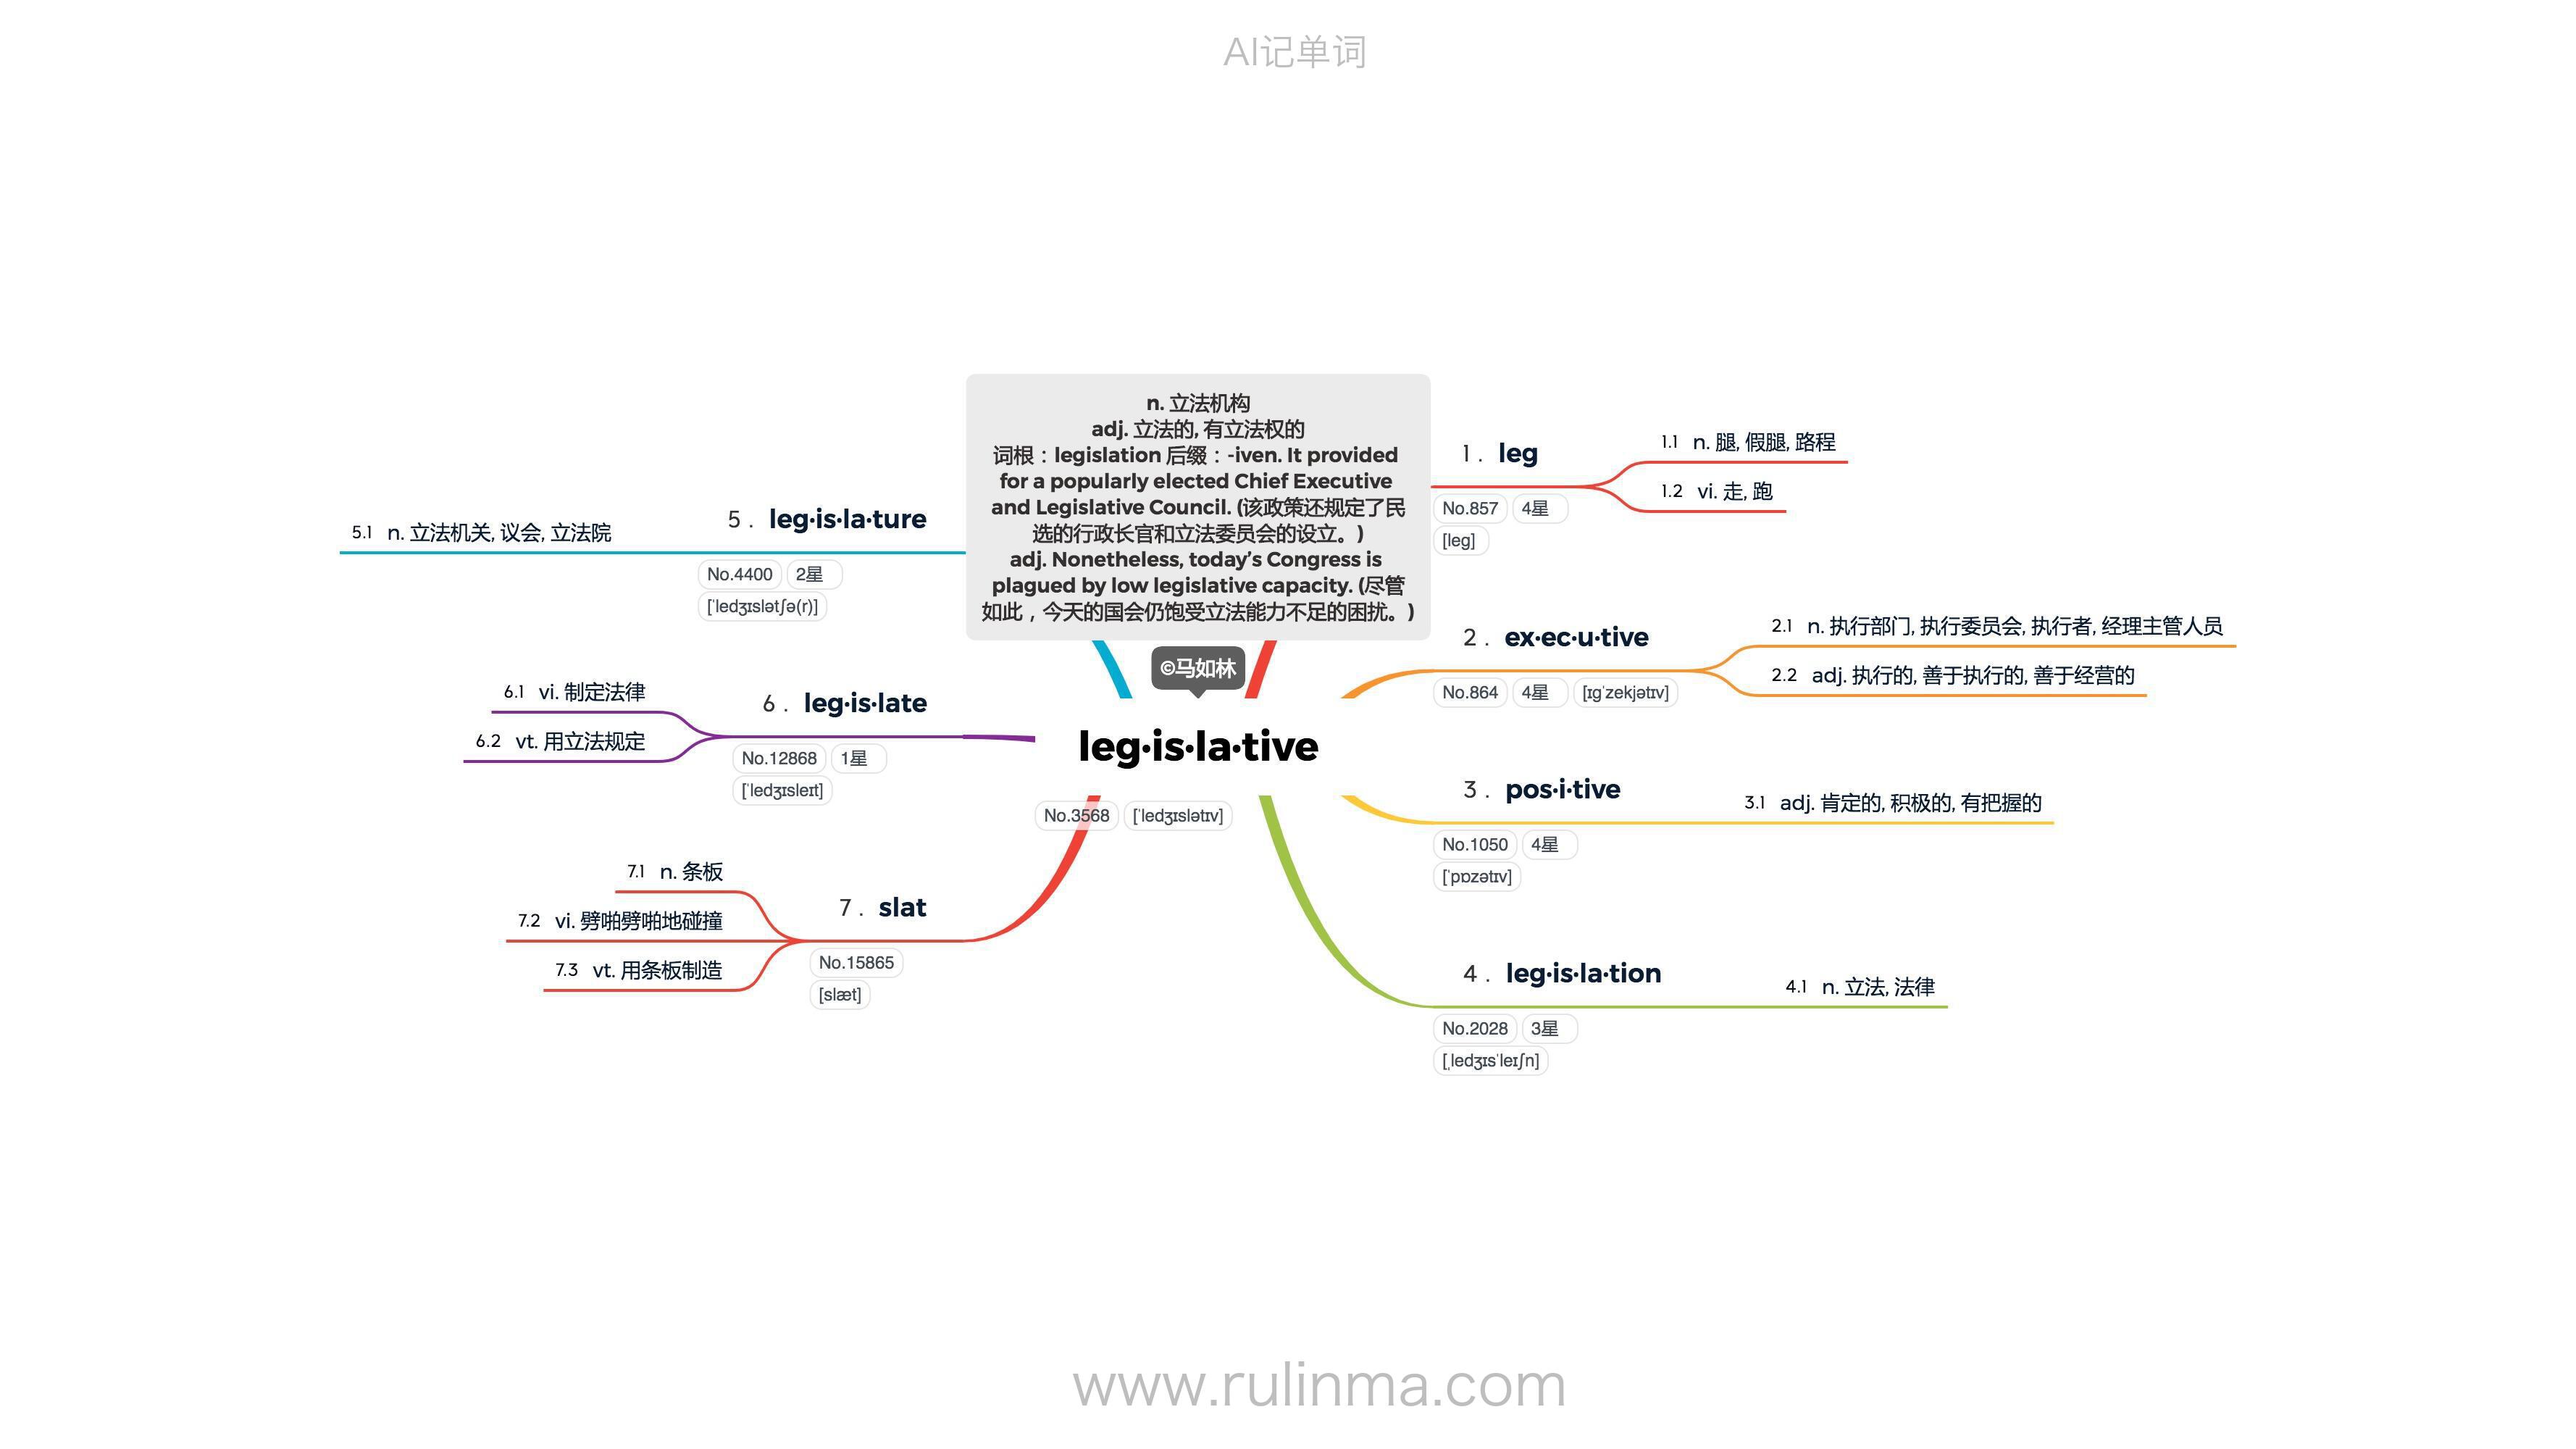 AI记单词
n. 立法机构
adj. 立法的, 有立法权的
词根：legislation 后缀：-iven. It provided
for a popularly elected Chief Executive
and Legislative Council. (该政策还规定了民
选的行政长官和立法委员会的设立。)
adj. Nonetheless, today’s Congress is
plagued by low legislative capacity. (尽管
如此，今天的国会仍饱受立法能力不足的困扰。)
©马如林
leg·is·la·tive
No.3568 [ˈledʒɪslətɪv]
1. leg
No.857 4星
[leg]
1.1 n. 腿, 假腿, 路程
1.2 vi. 走, 跑
2. ex·ec·u·tive
No.864 4星 [ɪɡˈzekjətɪv]
2.1 n. 执行部门, 执行委员会, 执行者, 经理主管人员
2.2 adj. 执行的, 善于执行的, 善于经营的
3. pos·i·tive
No.1050 4星
[ˈpɒzətɪv]
3.1 adj. 肯定的, 积极的, 有把握的
4. leg·is·la·tion
No.2028 3星
[ˌledʒɪsˈleɪʃn]
4.1 n. 立法, 法律
5. leg·is·la·ture
No.4400 2星
[ˈledʒɪslətʃə(r)]
5.1 n. 立法机关, 议会, 立法院
6. leg·is·late
No.12868 1星
[ˈledʒɪsleɪt]
6.1 vi. 制定法律
6.2 vt. 用立法规定
7. slat
No.15865
[slæt]
7.1 n. 条板
7.2 vi. 劈啪劈啪地碰撞
7.3 vt. 用条板制造
www.rulinma.com